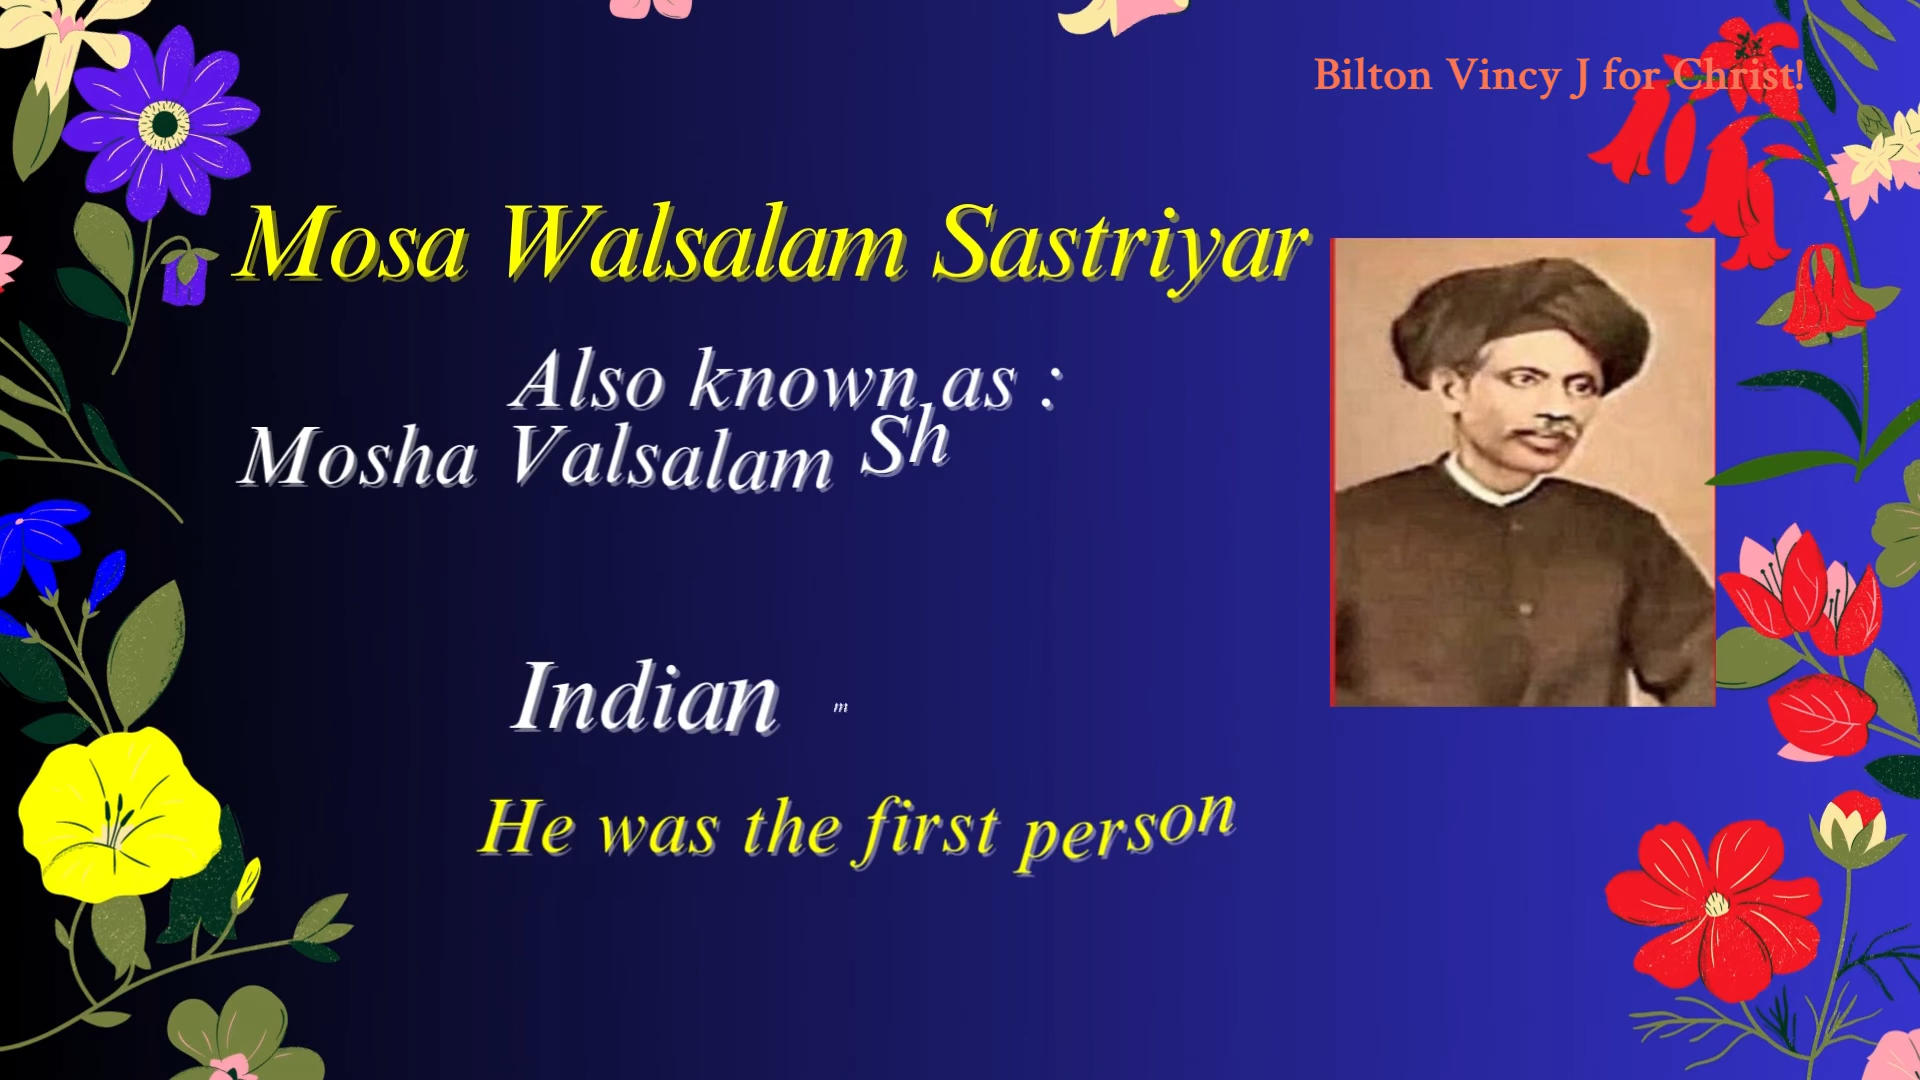 Bilton Vincy J for Christ!
Mosa Walsalam Sastriyar
Also known as :
Mosha Valsalam Sh
Indian m
He was the first person